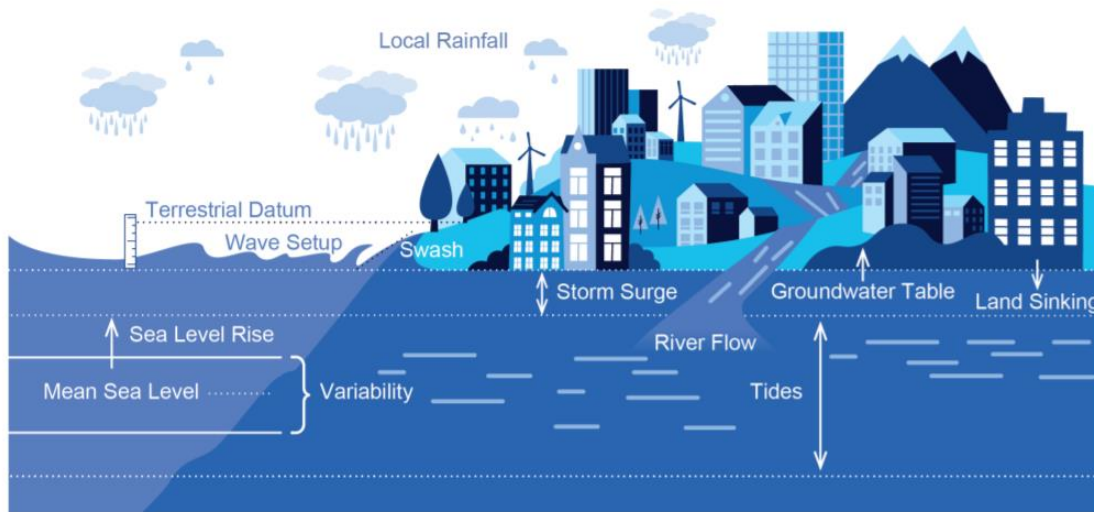 Local Rainfall
Terrestrial Datum
Wave Setup
Swash
Storm Surge
Groundwater Table
Land Sinking
Sea Level Rise
River Flow
Mean Sea Level
Variability
Tides